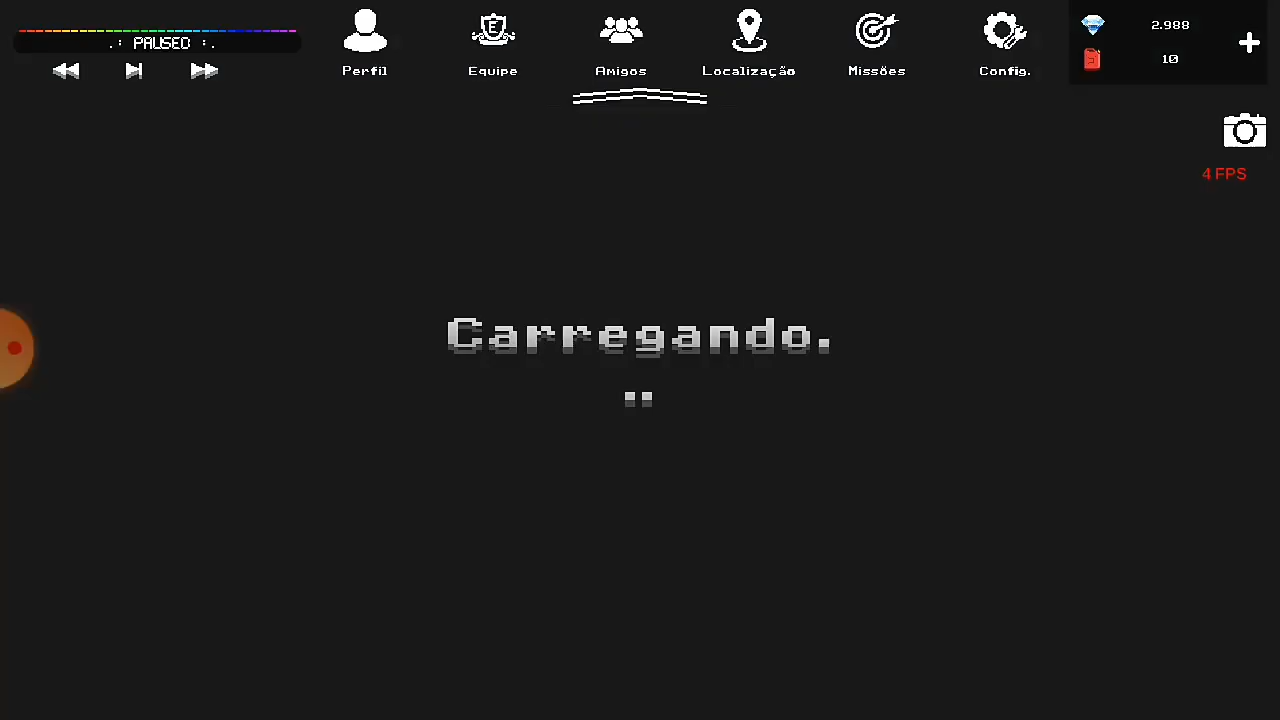 .: PAUSED :.
Perfil
Equipe
Amigos
Localização
Missões
Config.
2.988
10
4 FPS
Carregando.
..